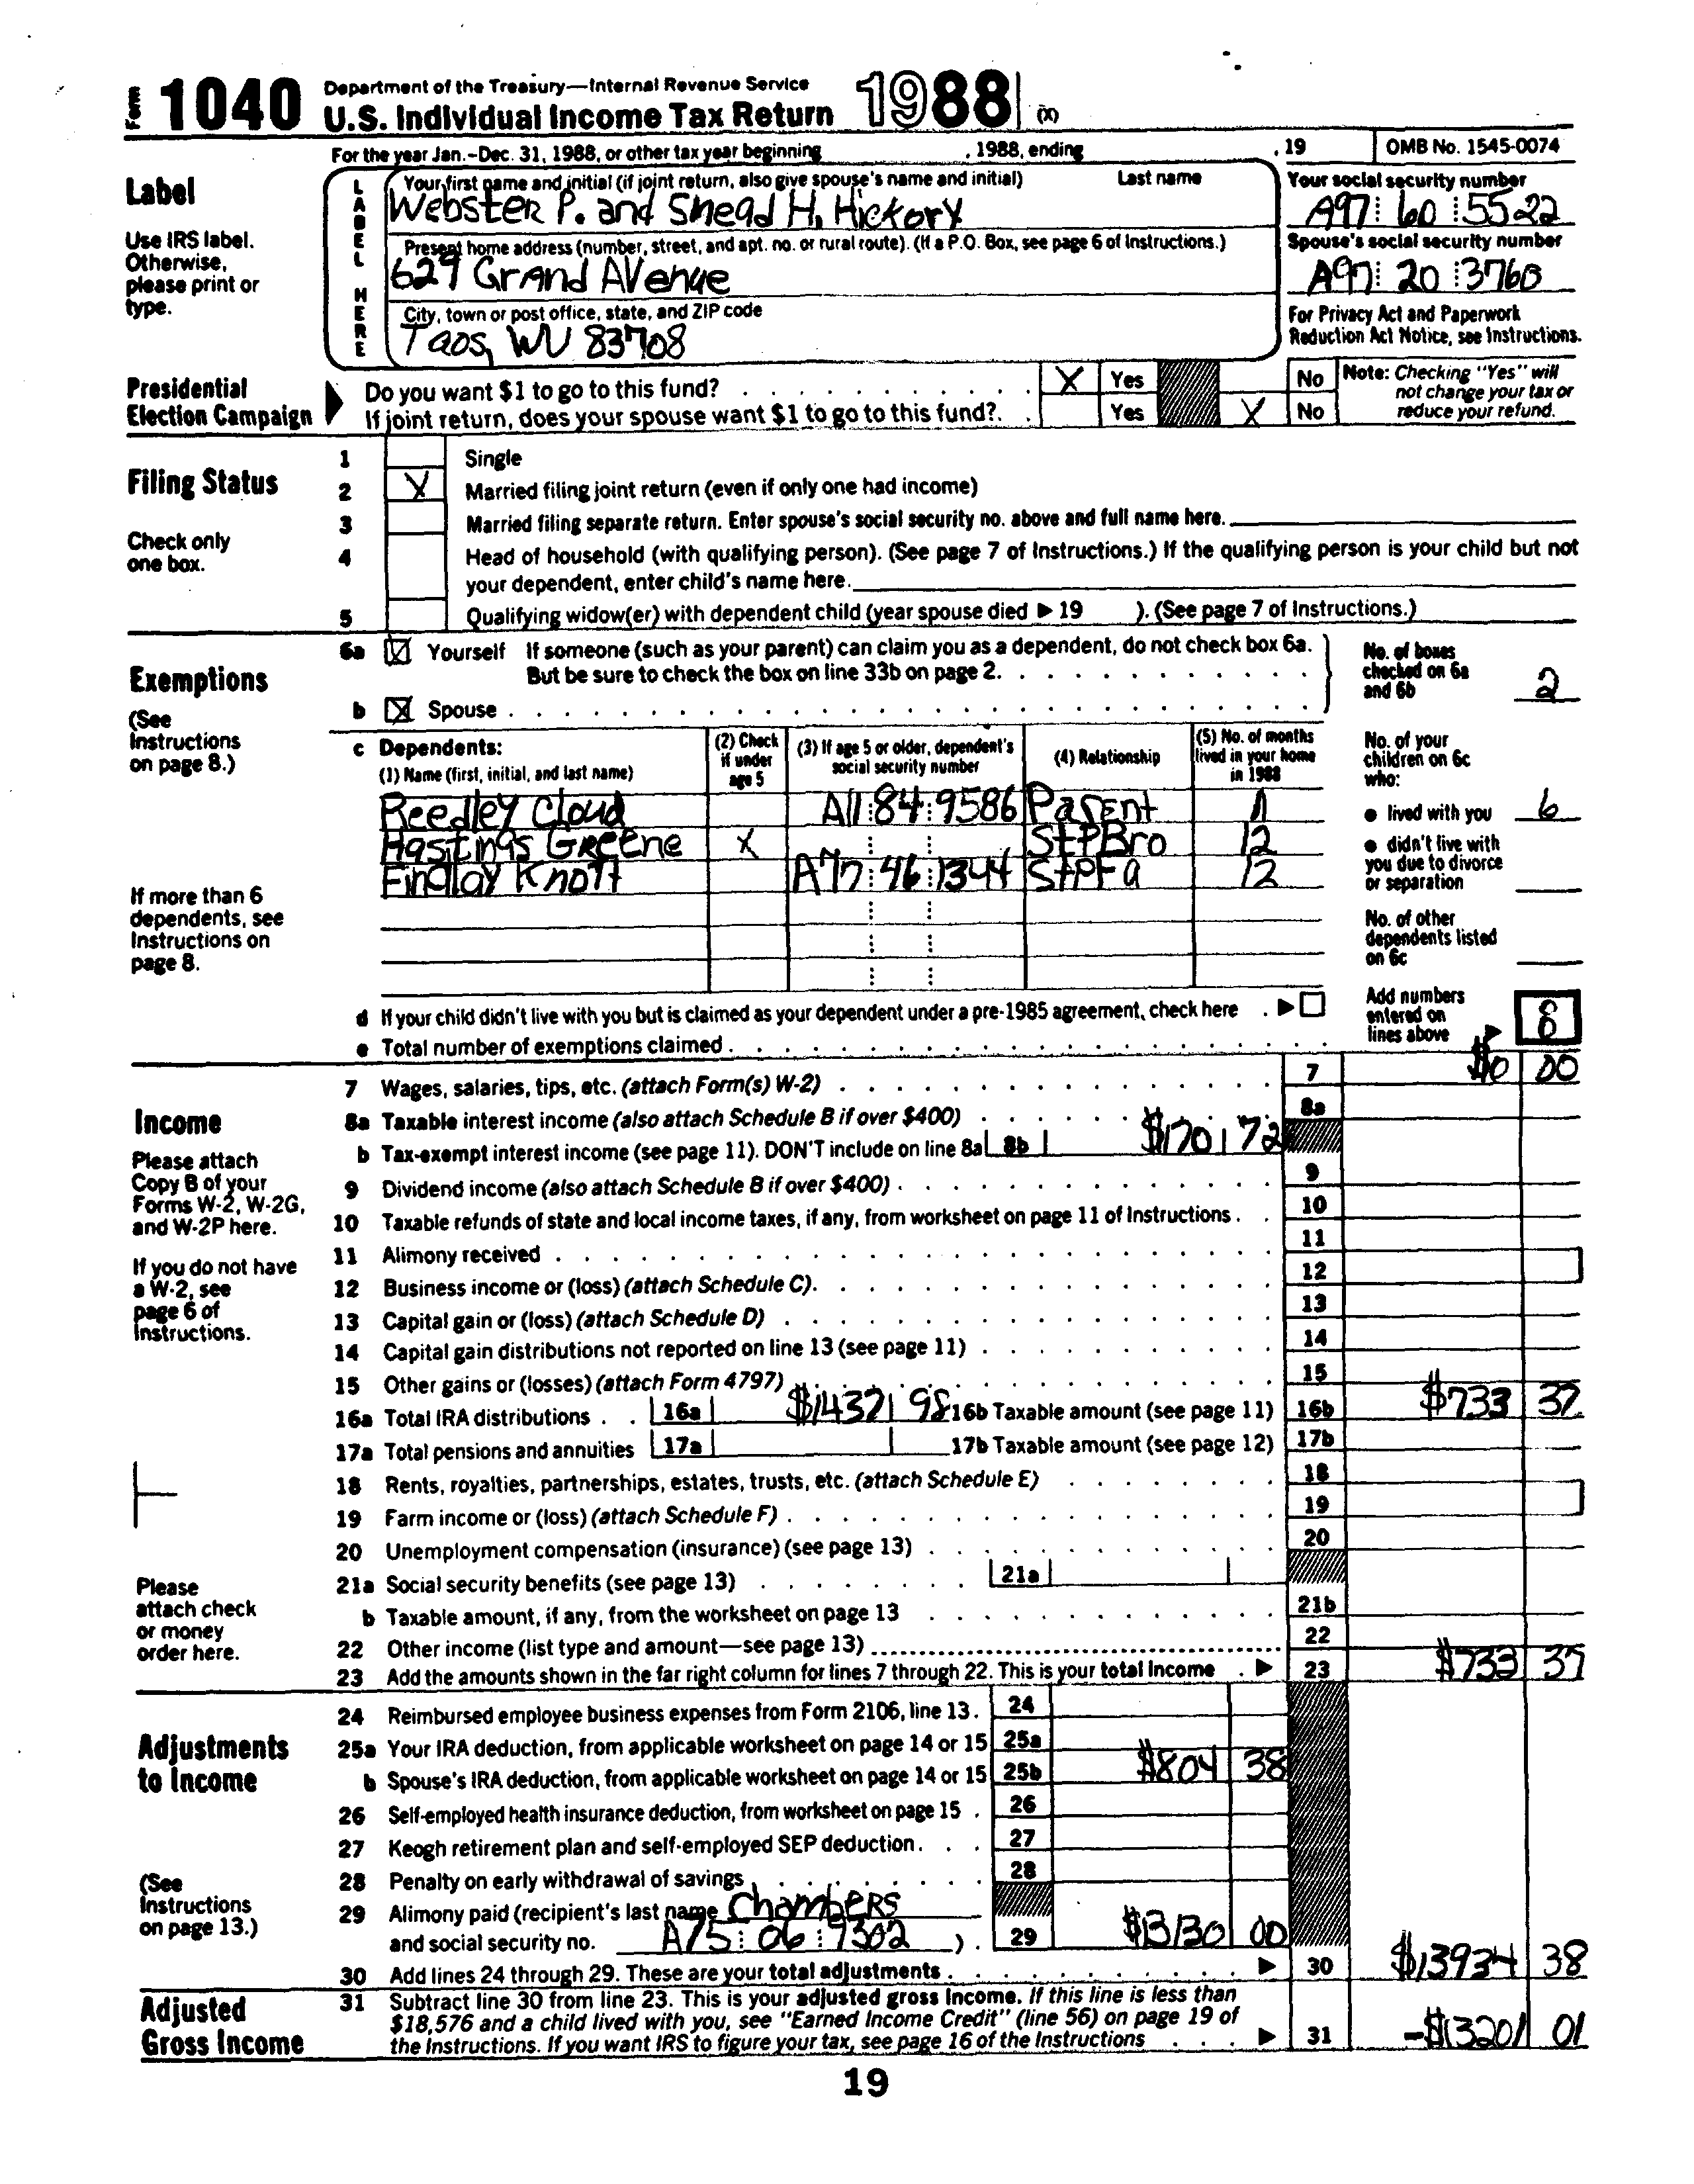 Form 1040 Department of the Treasury—Internal Revenue Service
U.S. Individual Income Tax Return 1988 (X)
For the year Jan.–Dec. 31, 1988, or other tax year beginning , 1988, ending , 19 OMB No. 1545-0074
Label
Use IRS label. Otherwise, please print or type.
LABEL HERE
Your first name and initial (if joint return, also give spouse's name and initial) Last name
Webster P. and Snead H. Hickory
Your social security number
A97 60 5522
Present home address (number, street, and apt. no. or rural route). (If a P.O. Box, see page 6 of Instructions.)
629 Grand Avenue
Spouse's social security number
A97 20 3760
City, town or post office, state, and ZIP code
Taos, WV 83708
For Privacy Act and Paperwork Reduction Act Notice, see Instructions.
Presidential Election Campaign
Do you want $1 to go to this fund? X Yes No
If joint return, does your spouse want $1 to go to this fund? Yes X No
Note: Checking "Yes" will not change your tax or reduce your refund.
Filing Status
Check only one box.
1 Single
2 X Married filing joint return (even if only one had income)
3 Married filing separate return. Enter spouse's social security no. above and full name here.
4 Head of household (with qualifying person). (See page 7 of Instructions.) If the qualifying person is your child but not
your dependent, enter child's name here.
5 Qualifying widow(er) with dependent child (year spouse died ▶ 19 ). (See page 7 of Instructions.)
Exemptions
(See Instructions on page 8.)
6a X Yourself If someone (such as your parent) can claim you as a dependent, do not check box 6a.
But be sure to check the box on line 33b on page 2.
b X Spouse
No. of boxes checked on 6a and 6b 2
c Dependents:
(1) Name (first, initial, and last name)
(2) Check if under age 5
(3) If age 5 or older, dependent's social security number
(4) Relationship
(5) No. of months lived in your home in 1988
Reedley Cloud A11 84 9586 Parent 11
Hastings Greene X StPBro 12
Findlay Knott A77 46 1344 StPFa 12
If more than 6 dependents, see Instructions on page 8.
No. of your children on 6c who:
● lived with you 6
● didn't live with you due to divorce or separation
No. of other dependents listed on 6c
d If your child didn't live with you but is claimed as your dependent under a pre-1985 agreement, check here ▶
e Total number of exemptions claimed
Add numbers entered on lines above ▶ 8
Income
Please attach Copy B of your Forms W-2, W-2G, and W-2P here.
If you do not have a W-2, see page 6 of Instructions.
Please attach check or money order here.
7 Wages, salaries, tips, etc. (attach Form(s) W-2) 7 $0 00
8a Taxable interest income (also attach Schedule B if over $400) 8a
b Tax-exempt interest income (see page 11). DON'T include on line 8a 8b $170 72
9 Dividend income (also attach Schedule B if over $400) 9
10 Taxable refunds of state and local income taxes, if any, from worksheet on page 11 of Instructions 10
11 Alimony received 11
12 Business income or (loss) (attach Schedule C) 12
13 Capital gain or (loss) (attach Schedule D) 13
14 Capital gain distributions not reported on line 13 (see page 11) 14
15 Other gains or (losses) (attach Form 4797) 15
16a Total IRA distributions 16a $1437 98 16b Taxable amount (see page 11) 16b $733 37
17a Total pensions and annuities 17a 17b Taxable amount (see page 12) 17b
18 Rents, royalties, partnerships, estates, trusts, etc. (attach Schedule E) 18
19 Farm income or (loss) (attach Schedule F) 19
20 Unemployment compensation (insurance) (see page 13) 20
21a Social security benefits (see page 13) 21a
b Taxable amount, if any, from the worksheet on page 13 21b
22 Other income (list type and amount—see page 13) 22
23 Add the amounts shown in the far right column for lines 7 through 22. This is your total income ▶ 23 $733 37
Adjustments to Income
(See Instructions on page 13.)
24 Reimbursed employee business expenses from Form 2106, line 13. 24
25a Your IRA deduction, from applicable worksheet on page 14 or 15 25a
b Spouse's IRA deduction, from applicable worksheet on page 14 or 15 25b $804 38
26 Self-employed health insurance deduction, from worksheet on page 15 26
27 Keogh retirement plan and self-employed SEP deduction 27
28 Penalty on early withdrawal of savings 28
29 Alimony paid (recipient's last name Chambers
and social security no. A75 06 9302 ). 29 $13130 00
30 Add lines 24 through 29. These are your total adjustments ▶ 30 $13934 38
Adjusted Gross Income
31 Subtract line 30 from line 23. This is your adjusted gross income. If this line is less than
$18,576 and a child lived with you, see "Earned Income Credit" (line 56) on page 19 of
the Instructions. If you want IRS to figure your tax, see page 16 of the Instructions ▶ 31 -$13201 01
19